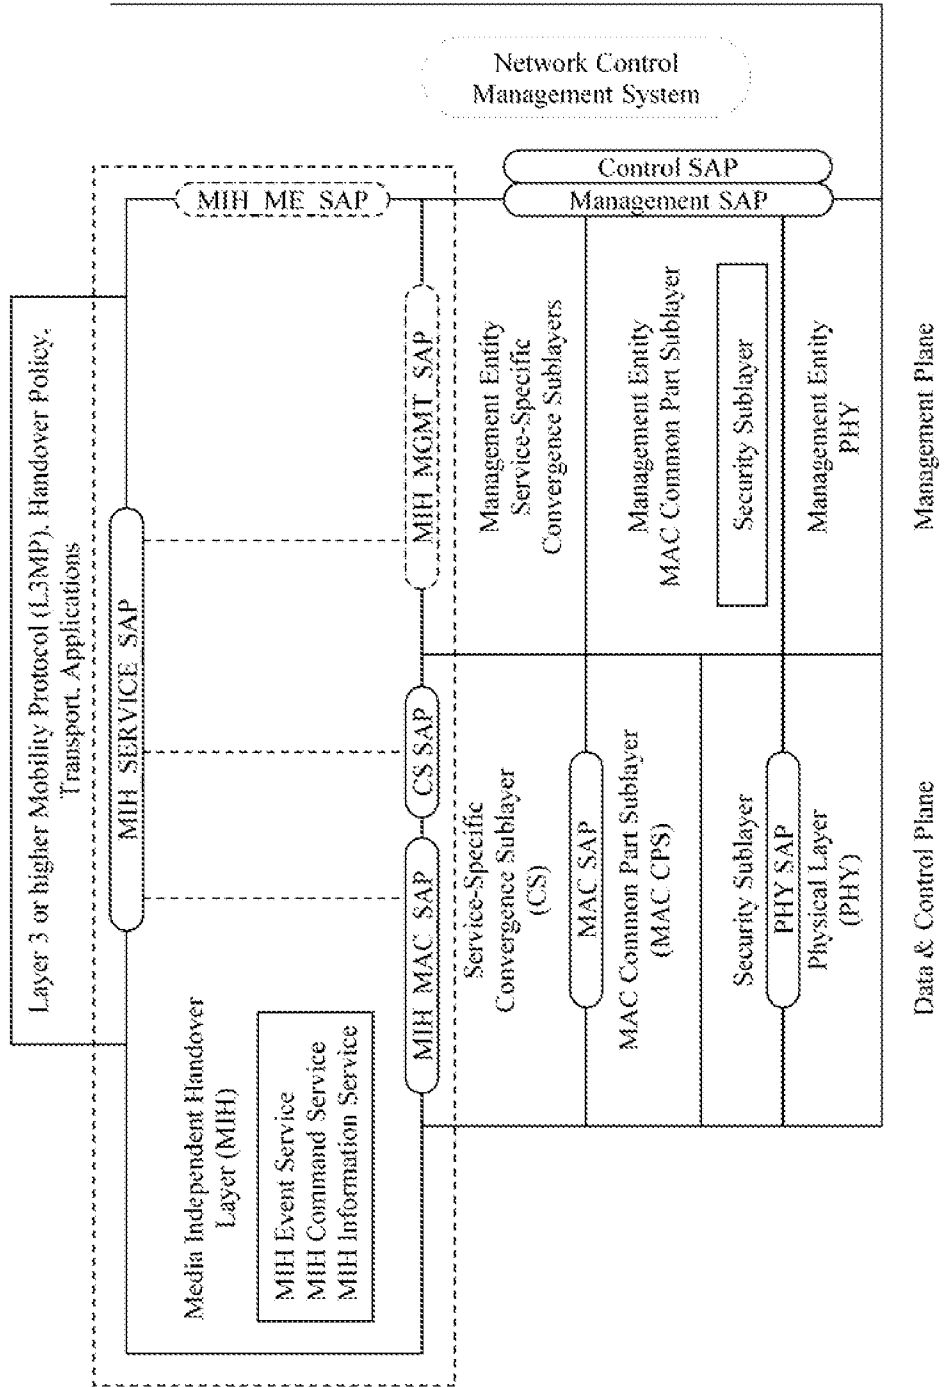 Layer 3 or higher Mobility Protocol (L3MP), Handover Policy,
Transport, Applications
MIH_SERVICE_SAP
Media Independent Handover
Layer (MIH)
MIH Event Service
MIH Command Service
MIH Information Service
MIH_ME_SAP
MIH_MAC_SAP
CS SAP
MIH MGMT SAP
Network Control
Management System
Control SAP
Management SAP
Service-Specific
Convergence Sublayer
(CS)
MAC SAP
MAC Common Part Sublayer
(MAC CPS)
Security Sublayer
PHY SAP
Physical Layer
(PHY)
Management Entity
Service-Specific
Convergence Sublayers
Management Entity
MAC Common Part Sublayer
Security Sublayer
Management Entity
PHY
Data & Control Plane
Management Plane